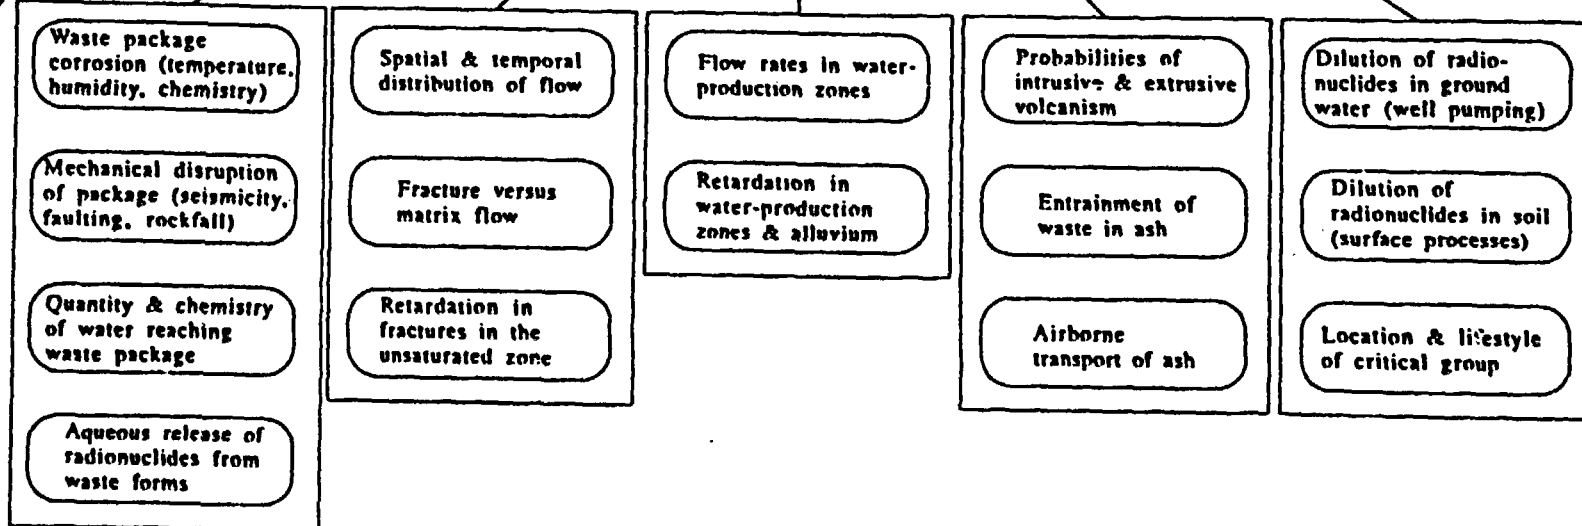 Waste package
corrosion (temperature,
humidity, chemistry)
Mechanical disruption
of package (seismicity,
faulting, rockfall)
Quantity & chemistry
of water reaching
waste package
Aqueous release of
radionuclides from
waste forms
Spatial & temporal
distribution of flow
Fracture versus
matrix flow
Retardation in
fractures in the
unsaturated zone
Flow rates in water-
production zones
Retardation in
water-production
zones & alluvium
Probabilities of
intrusive & extrusive
volcanism
Entrainment of
waste in ash
Airborne
transport of ash
Dilution of radio-
nuclides in ground
water (well pumping)
Dilution of
radionuclides in soil
(surface processes)
Location & lifestyle
of critical group